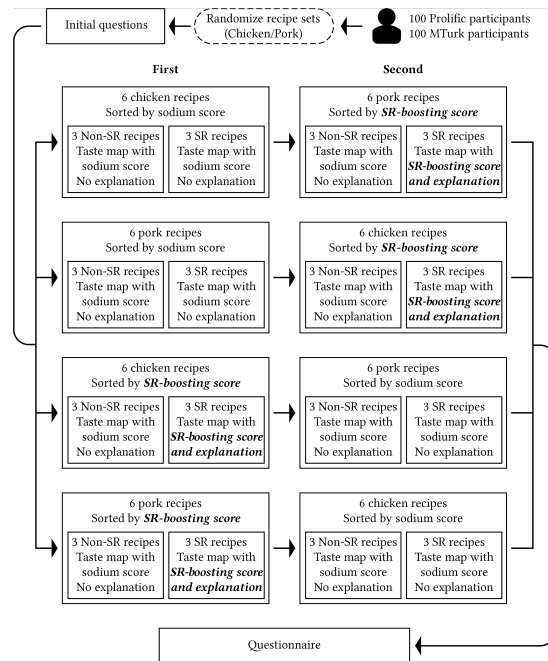 Initial questions
Randomize recipe sets
(Chicken/Pork)
100 Prolific participants
100 MTurk participants
First
Second
6 chicken recipes
Sorted by sodium score
3 Non-SR recipes
Taste map with
sodium score
No explanation
3 SR recipes
Taste map with
sodium score
No explanation
6 pork recipes
Sorted by SR-boosting score
3 Non-SR recipes
Taste map with
sodium score
No explanation
3 SR recipes
Taste map with
SR-boosting score
and explanation
6 pork recipes
Sorted by sodium score
3 Non-SR recipes
Taste map with
sodium score
No explanation
3 SR recipes
Taste map with
sodium score
No explanation
6 chicken recipes
Sorted by SR-boosting score
3 Non-SR recipes
Taste map with
sodium score
No explanation
3 SR recipes
Taste map with
SR-boosting score
and explanation
6 chicken recipes
Sorted by SR-boosting score
3 Non-SR recipes
Taste map with
sodium score
No explanation
3 SR recipes
Taste map with
SR-boosting score
and explanation
6 pork recipes
Sorted by sodium score
3 Non-SR recipes
Taste map with
sodium score
No explanation
3 SR recipes
Taste map with
sodium score
No explanation
6 pork recipes
Sorted by SR-boosting score
3 Non-SR recipes
Taste map with
sodium score
No explanation
3 SR recipes
Taste map with
SR-boosting score
and explanation
6 chicken recipes
Sorted by sodium score
3 Non-SR recipes
Taste map with
sodium score
No explanation
3 SR recipes
Taste map with
sodium score
No explanation
Questionnaire